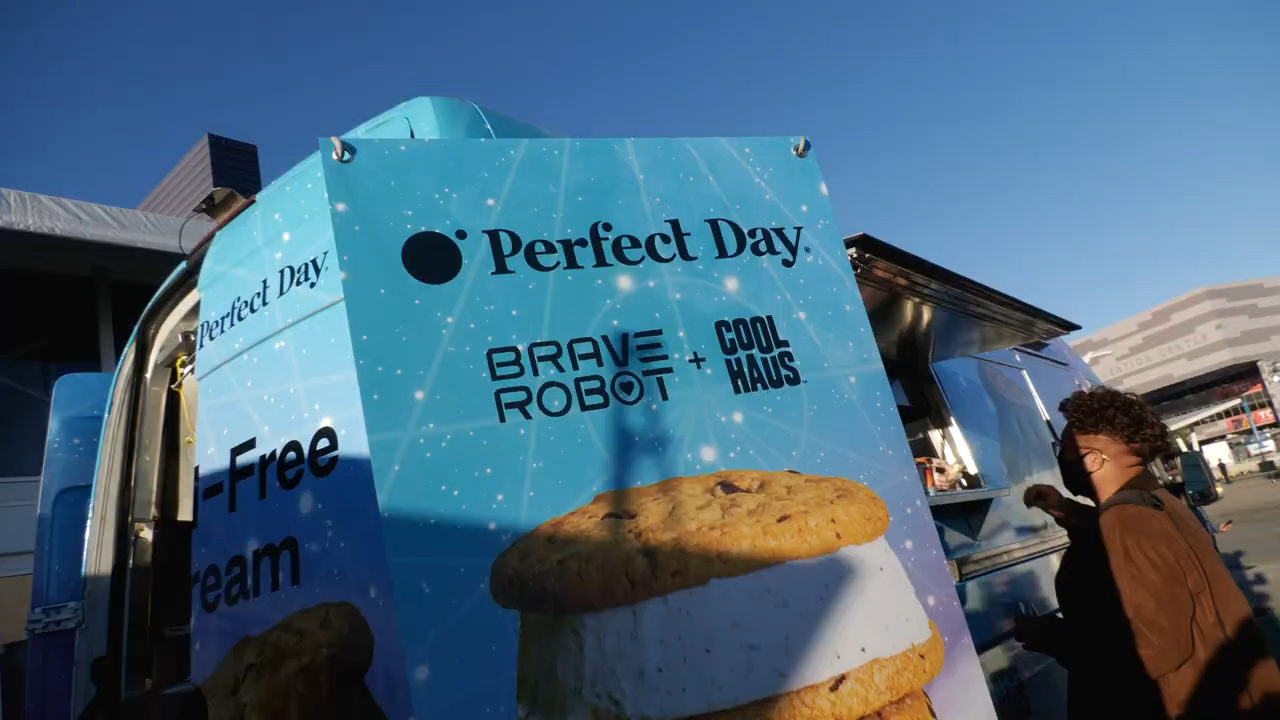 Perfect Day
BRAVE
ROBOT
+
COOL
HAUS
Perfect Day
-Free
ream